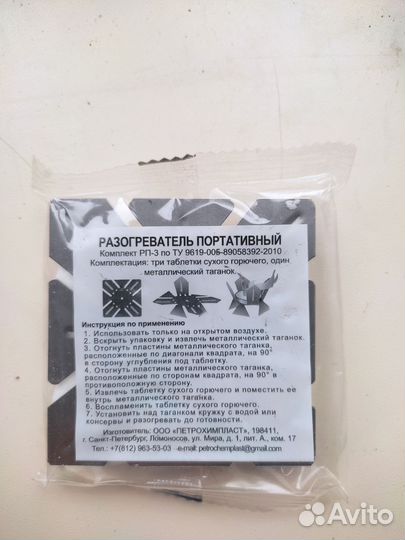 РАЗОГРЕВАТЕЛЬ ПОРТАТИВНЫЙ
Комплект РП-3 по ТУ 9619-006-89058392-2010
Комплектация: три таблетки сухого горючего, один
металлический таганок.
Инструкция по применению
1. Использовать только на открытом воздухе.
2. Вскрыть упаковку и извлечь металлический таганок.
3. Отогнуть пластины металлического таганка,
расположенные по диагонали квадрата, на 90°
в сторону углубления под таблетку.
4. Отогнуть пластины металлического таганка,
расположенные по сторонам квадрата, на 90° в
противоположную сторону.
5. Извлечь таблетку сухого горючего и поместить её
внутрь металлического таганка.
6. Воспламенить таблетку сухого горючего.
7. Установить над таганком кружку с водой или
консервы и разогревать до готовности.
Изготовитель: ООО «ПЕТРОХИМПЛАСТ», 198411,
г. Санкт-Петербург, Ломоносов, ул. Мира, д. 1, лит. А., ком. 17
Тел.: +7(812) 963-53-03 e-mail: petrochemplast@gmail.com
Avito